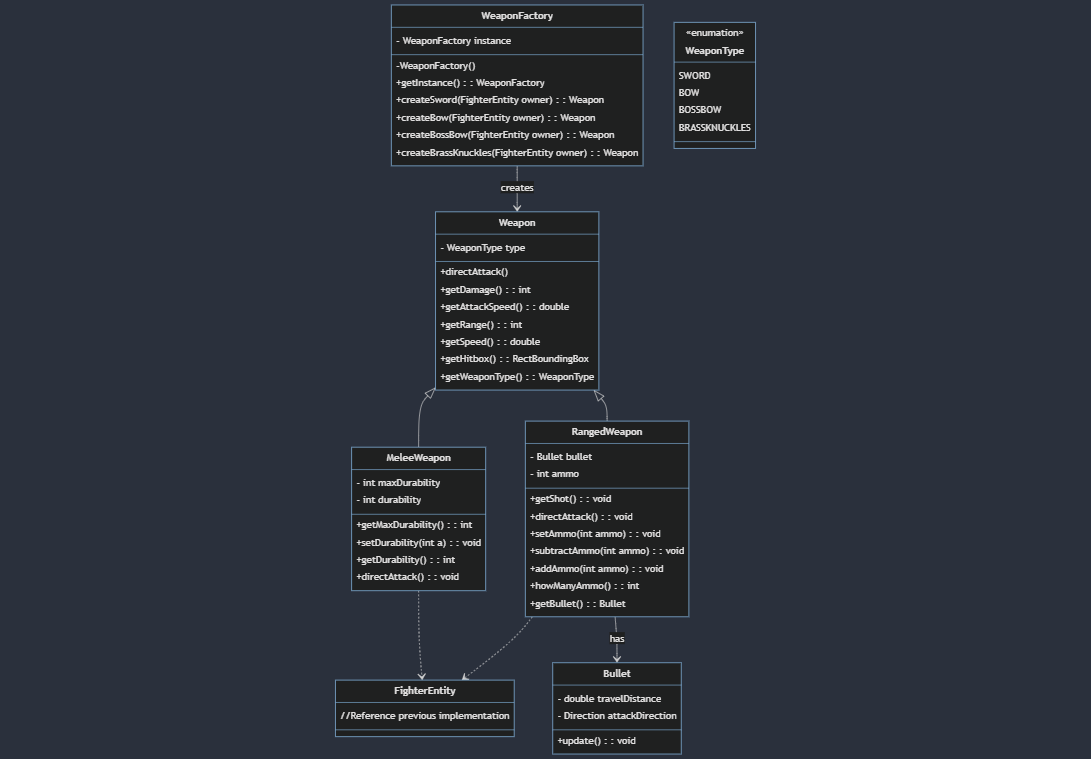 WeaponFactory
- WeaponFactory instance
-WeaponFactory()
+getInstance() : : WeaponFactory
+createSword(FighterEntity owner) : : Weapon
+createBow(FighterEntity owner) : : Weapon
+createBossBow(FighterEntity owner) : : Weapon
+createBrassKnuckles(FighterEntity owner) : : Weapon
«enumation»
WeaponType
SWORD
BOW
BOSSBOW
BRASSKNUCKLES
creates
Weapon
- WeaponType type
+directAttack()
+getDamage() : : int
+getAttackSpeed() : : double
+getRange() : : int
+getSpeed() : : double
+getHitbox() : : RectBoundingBox
+getWeaponType() : : WeaponType
MeleeWeapon
- int maxDurability
- int durability
+getMaxDurability() : : int
+setDurability(int a) : : void
+getDurability() : : int
+directAttack() : : void
RangedWeapon
- Bullet bullet
- int ammo
+getShot() : : void
+directAttack() : : void
+setAmmo(int ammo) : : void
+subtractAmmo(int ammo) : : void
+addAmmo(int ammo) : : void
+howManyAmmo() : : int
+getBullet() : : Bullet
has
FighterEntity
//Reference previous implementation
Bullet
- double travelDistance
- Direction attackDirection
+update() : : void